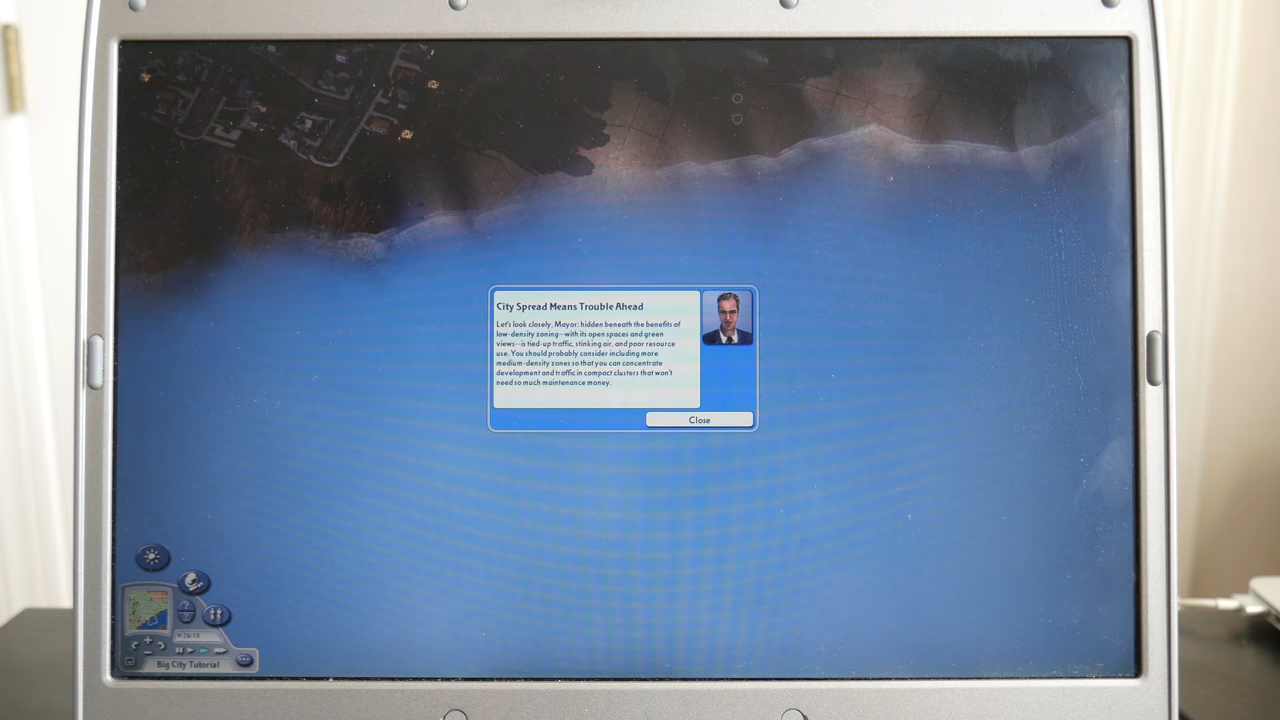 City Spread Means Trouble Ahead
Let's look closely, Mayor: hidden beneath the benefits of
low-density zoning--with its open spaces and green
views--is tied-up traffic, stinking air, and poor resource
use. You should probably consider including more
medium-density zones so that you can concentrate
development and traffic in compact clusters that won't
need so much maintenance money.
Close
Big City Tutorial